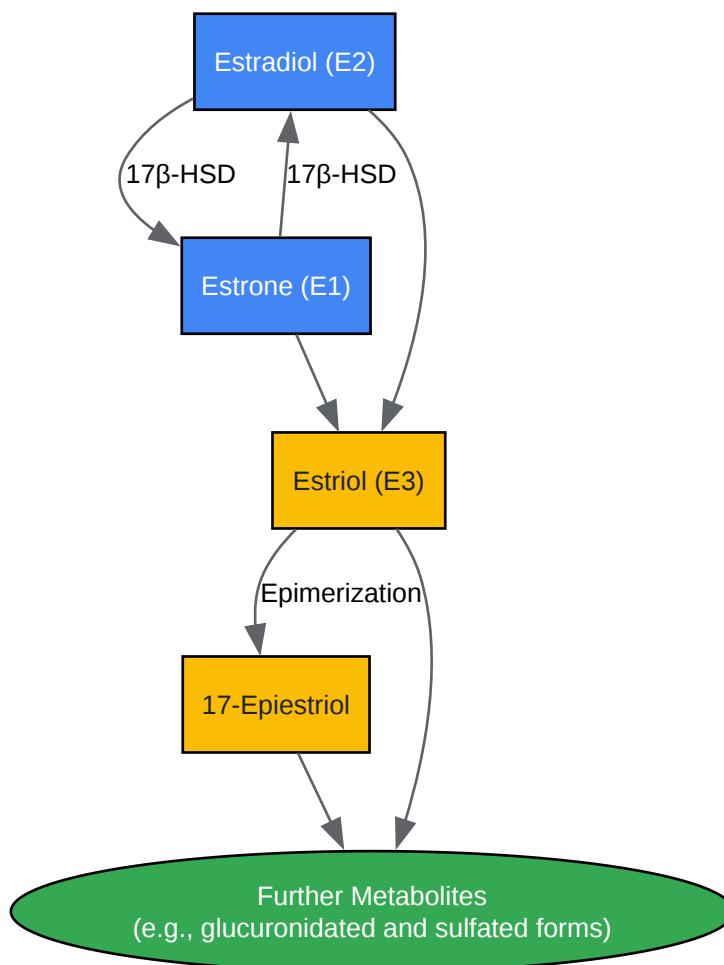 Estradiol (E2)
17β-HSD
17β-HSD
Estrone (E1)
Estriol (E3)
Epimerization
17-Epiestriol
Further Metabolites
(e.g., glucuronidated and sulfated forms)